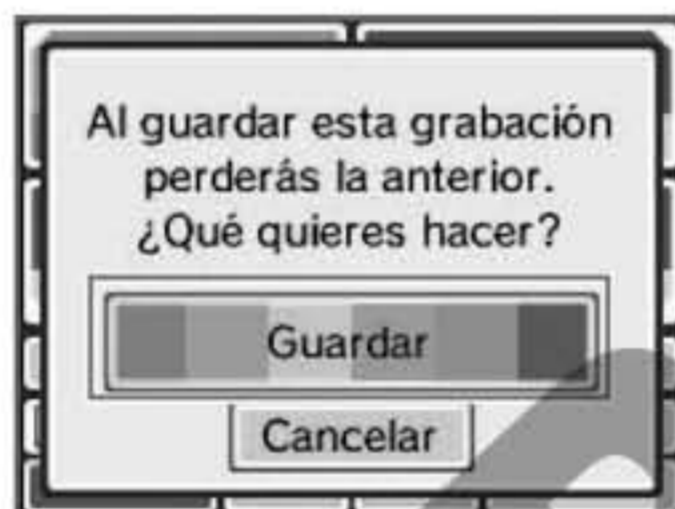 Al guardar esta grabación
perderás la anterior.
¿Qué quieres hacer?
Guardar
Cancelar